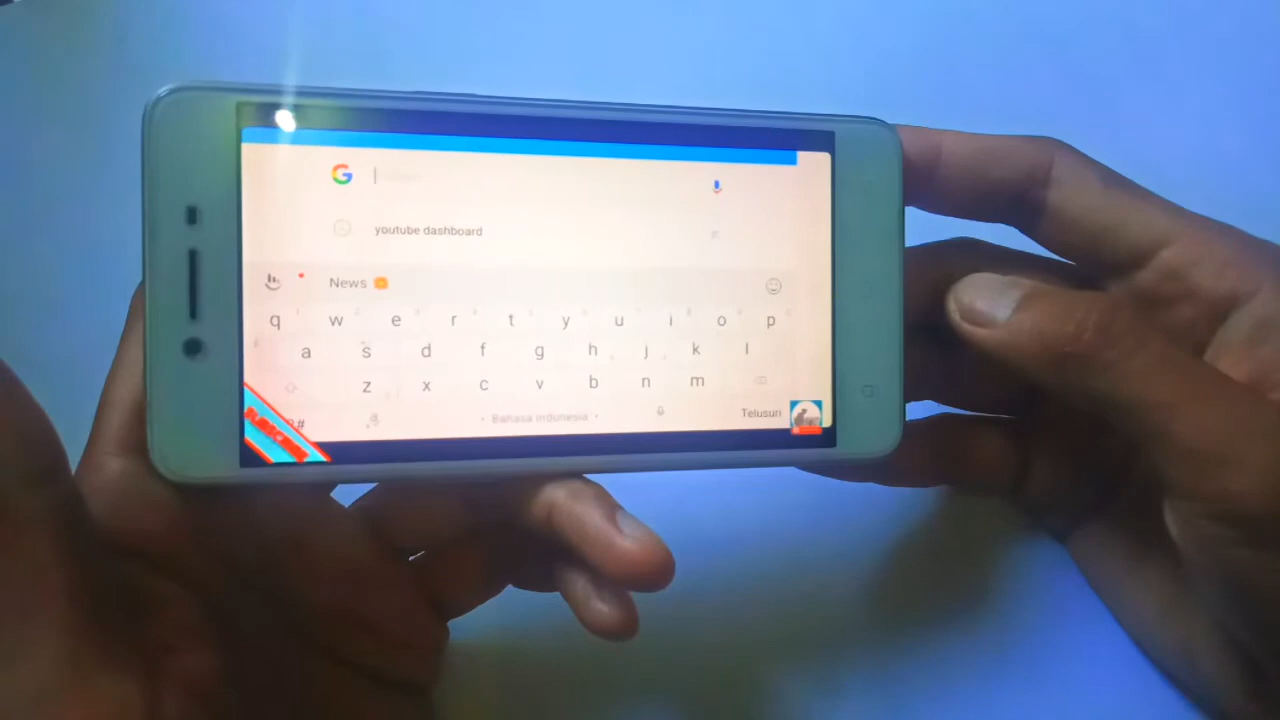 G
youtube dashboard
News
q w e r t y u i o p
a s d f g h j k l
z x c v b n m
Bahasa Indonesia
Telusuri